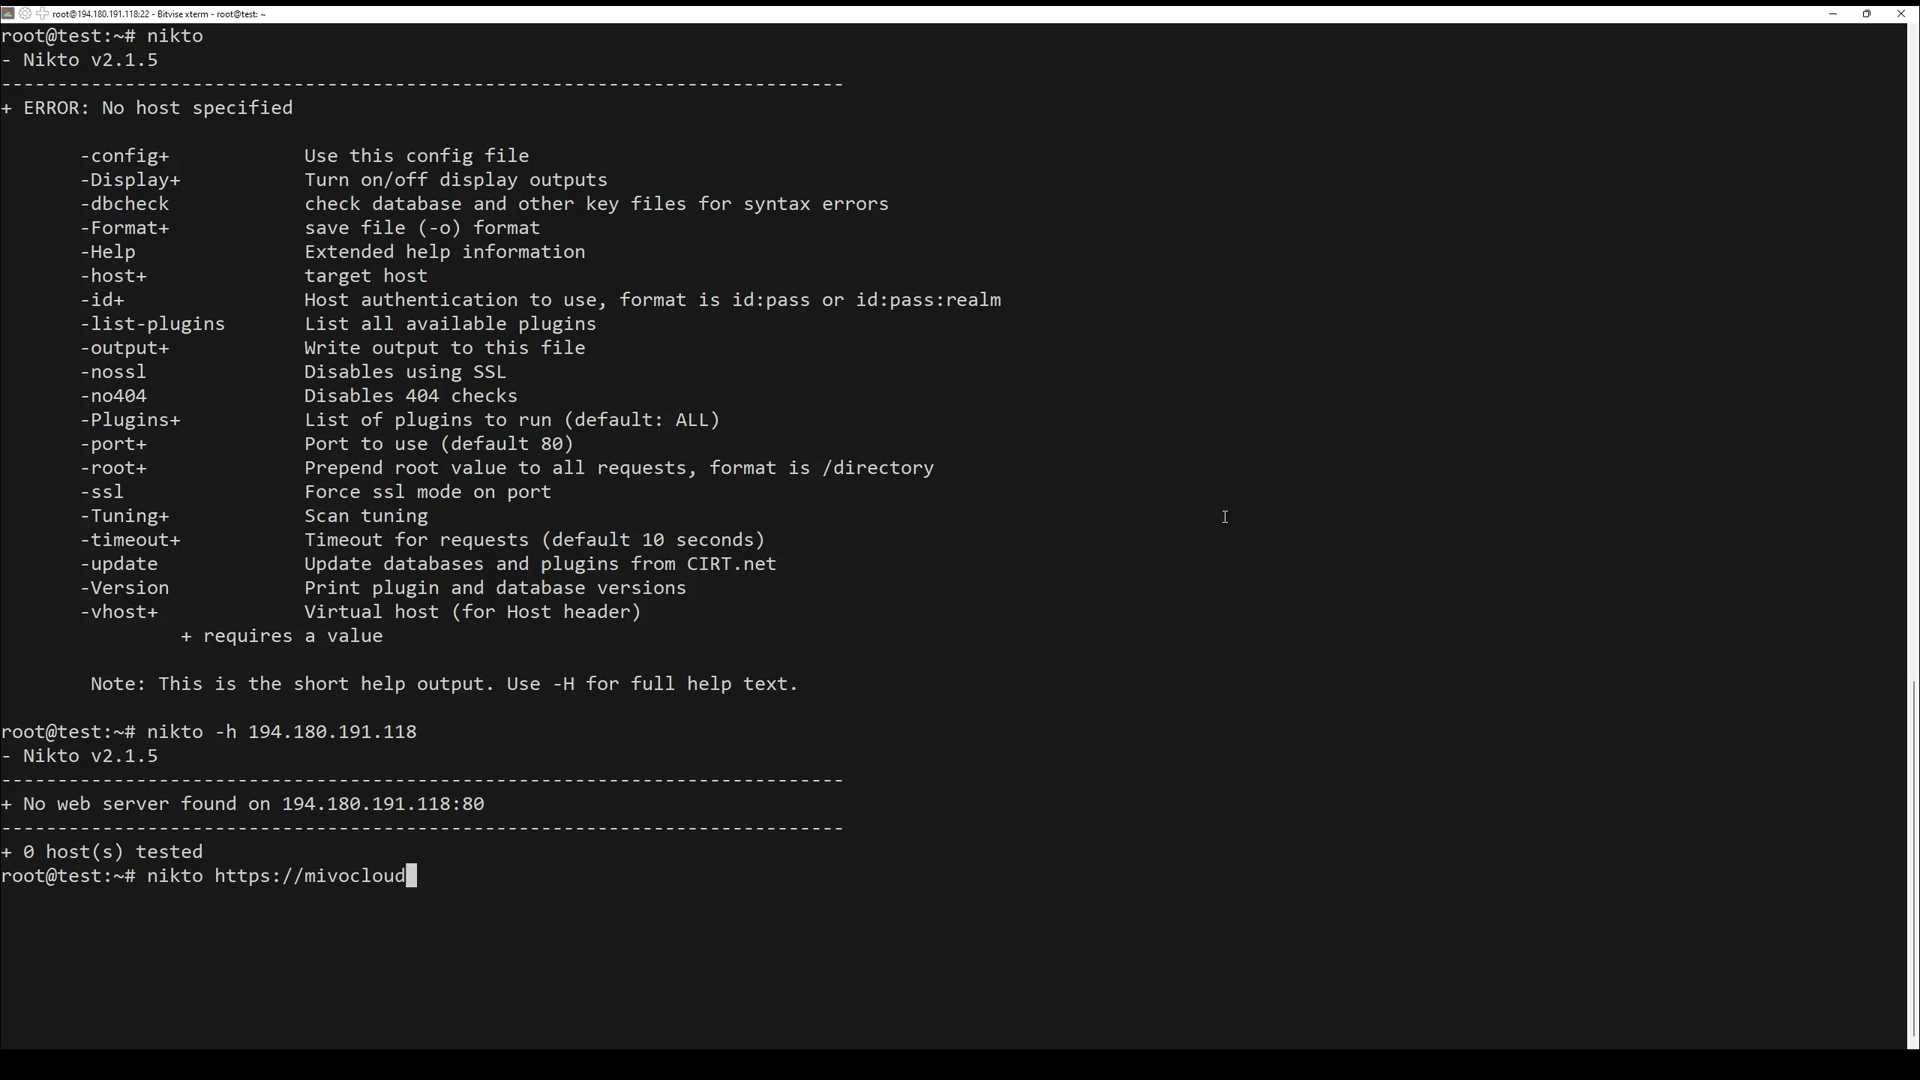 root@194.180.191.118:22 - Bitvise xterm - root@test: ~
root@test:~# nikto
- Nikto v2.1.5
---------------------------------------------------------------------------
+ ERROR: No host specified
-config+ Use this config file
-Display+ Turn on/off display outputs
-dbcheck check database and other key files for syntax errors
-Format+ save file (-o) format
-Help Extended help information
-host+ target host
-id+ Host authentication to use, format is id:pass or id:pass:realm
-list-plugins List all available plugins
-output+ Write output to this file
-nossl Disables using SSL
-no404 Disables 404 checks
-Plugins+ List of plugins to run (default: ALL)
-port+ Port to use (default 80)
-root+ Prepend root value to all requests, format is /directory
-ssl Force ssl mode on port
-Tuning+ Scan tuning
-timeout+ Timeout for requests (default 10 seconds)
-update Update databases and plugins from CIRT.net
-Version Print plugin and database versions
-vhost+ Virtual host (for Host header)
+ requires a value
Note: This is the short help output. Use -H for full help text.
root@test:~# nikto -h 194.180.191.118
- Nikto v2.1.5
---------------------------------------------------------------------------
+ No web server found on 194.180.191.118:80
---------------------------------------------------------------------------
+ 0 host(s) tested
root@test:~# nikto https://mivocloud